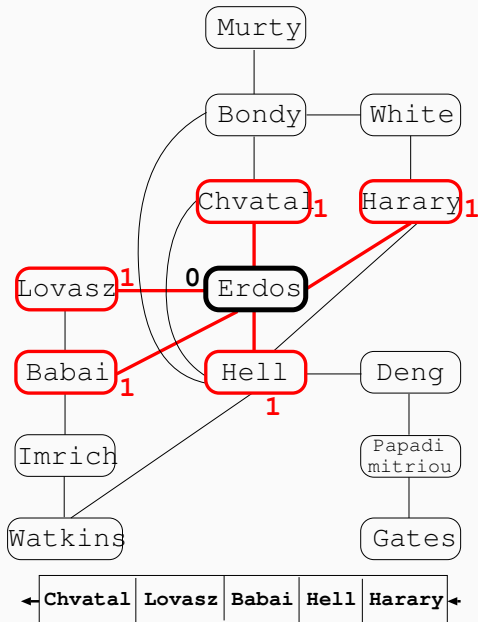 Murty
Bondy
White
Chvatal
1
Harary
1
Lovasz
1
0
Erdos
Babai
1
Hell
1
Deng
Imrich
Papadi
mitriou
Watkins
Gates
Chvatal Lovasz Babai Hell Harary